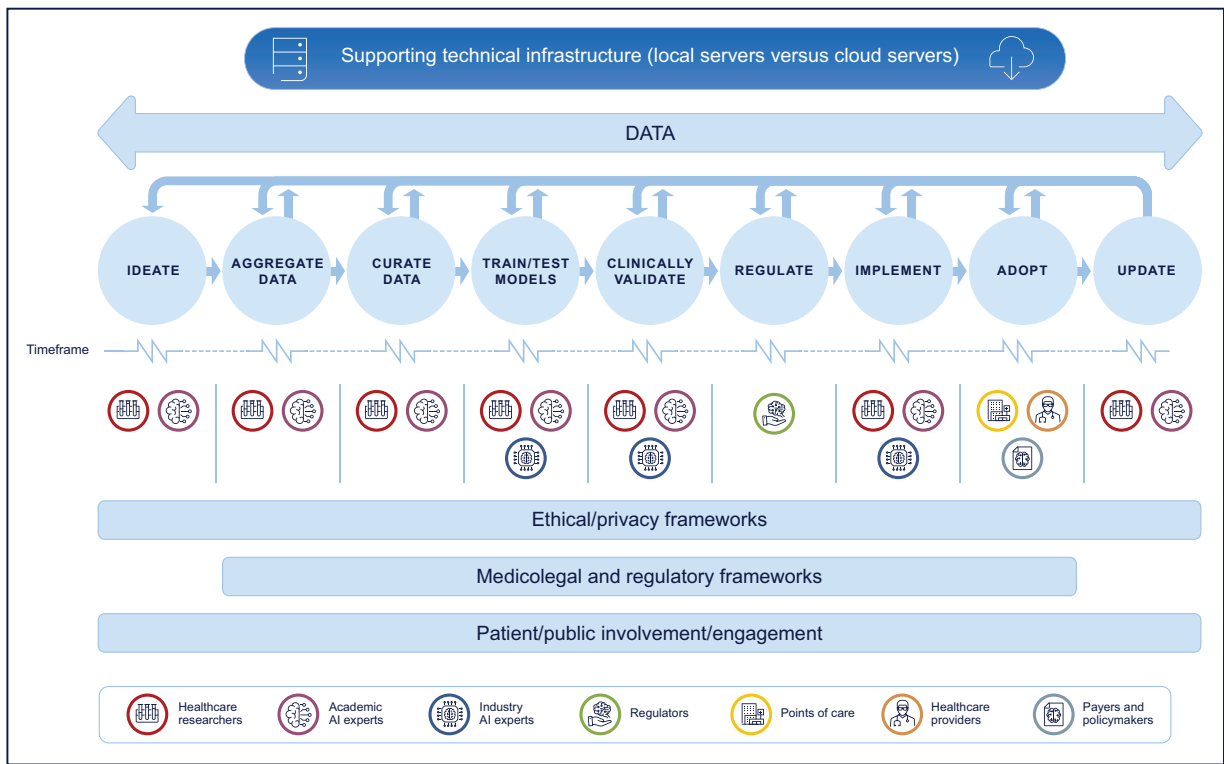 Supporting technical infrastructure (local servers versus cloud servers)
DATA
IDEATE
AGGREGATE
DATA
CURATE
DATA
TRAIN/TEST
MODELS
CLINICALLY
VALIDATE
REGULATE
IMPLEMENT
ADOPT
UPDATE
Timeframe
Ethical/privacy frameworks
Medicolegal and regulatory frameworks
Patient/public involvement/engagement
Healthcare
researchers
Academic
AI experts
Industry
AI experts
Regulators
Points of care
Healthcare
providers
Payers and
policymakers